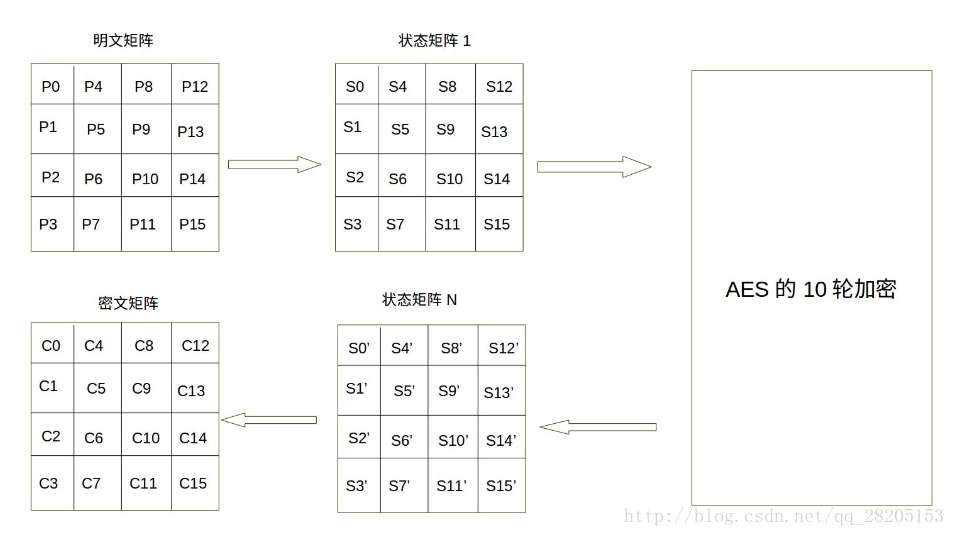 明文矩阵
P0 P4 P8 P12
P1 P5 P9 P13
P2 P6 P10 P14
P3 P7 P11 P15
状态矩阵 1
S0 S4 S8 S12
S1 S5 S9 S13
S2 S6 S10 S14
S3 S7 S11 S15
AES 的 10 轮加密
密文矩阵
C0 C4 C8 C12
C1 C5 C9 C13
C2 C6 C10 C14
C3 C7 C11 C15
状态矩阵 N
S0’ S4’ S8’ S12’
S1’ S5’ S9’ S13’
S2’ S6’ S10’ S14’
S3’ S7’ S11’ S15’
http://blog.csdn.net/qq_28205153